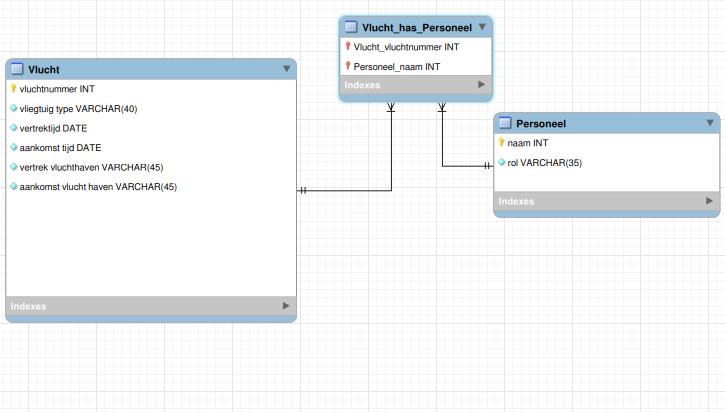 Vlucht_has_Personeel
Vlucht_vluchtnummer INT
Personeel_naam INT
Indexes
Vlucht
vluchtnummer INT
vliegtuig type VARCHAR(40)
vertrektijd DATE
aankomst tijd DATE
vertrek vluchthaven VARCHAR(45)
aankomst vlucht haven VARCHAR(45)
Indexes
Personeel
naam INT
rol VARCHAR(35)
Indexes